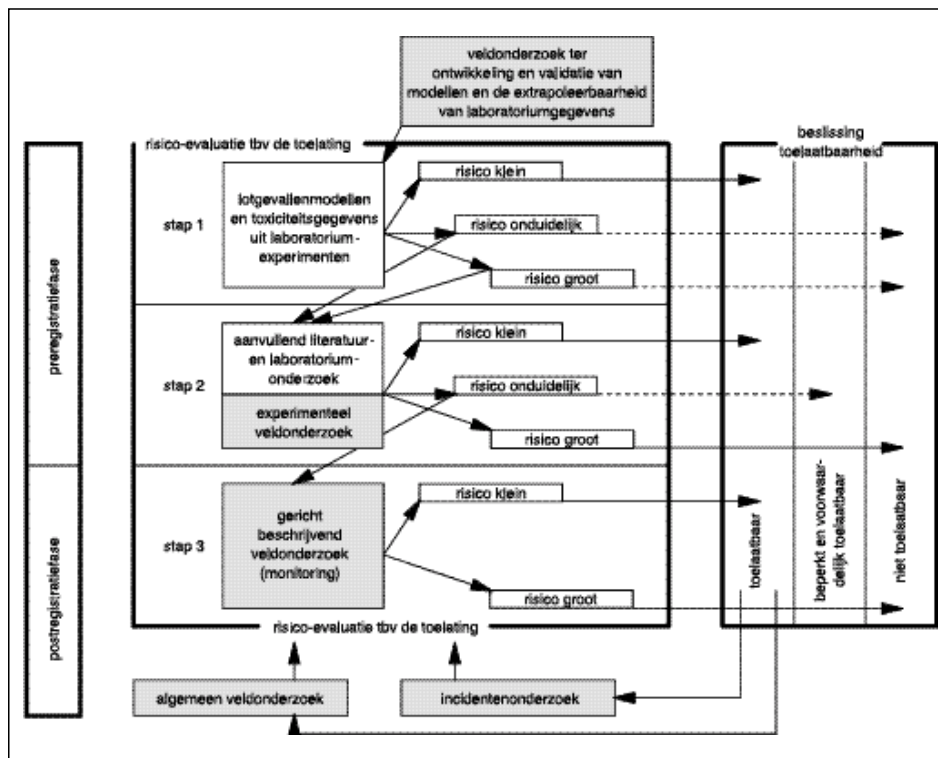 veldonderzoek ter
ontwikkeling en validatie van
modellen en de extrapoleerbaarheid
van laboratoriumgegevens
risico-evaluatie tbv de toelating
beslissing
toelaatbaarheid
preregistratiefase
stap 1
lotgevallenmodellen
en toxiciteitsgegevens
uit laboratorium-
experimenten
risico klein
risico onduidelijk
risico groot
stap 2
aanvullend literatuur-
en laboratorium-
onderzoek
experimenteel
veldonderzoek
risico klein
risico onduidelijk
risico groot
postregistratiefase
stap 3
gericht
beschrijvend
veldonderzoek
(monitoring)
risico klein
risico groot
toelaatbaar
beperkt en voorwaar-
delijk toelaatbaar
niet toelaatbaar
risico-evaluatie tbv de toelating
algemeen veldonderzoek
incidentenonderzoek